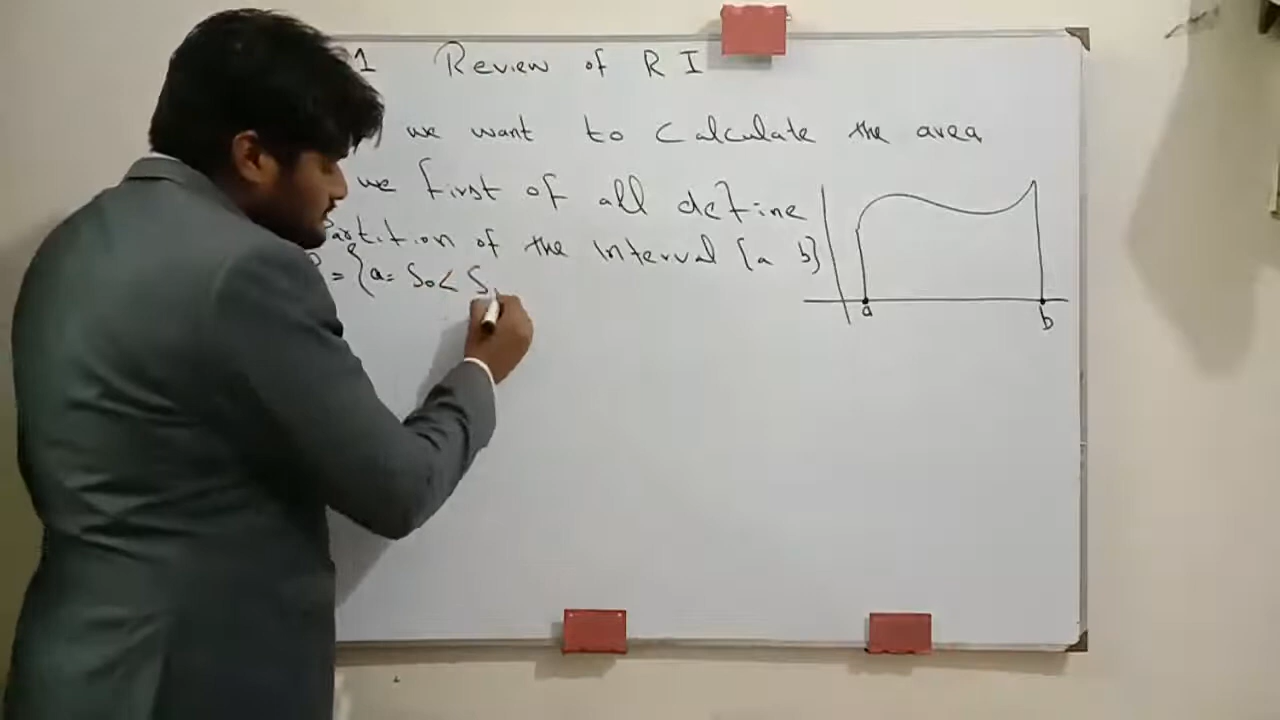 1 Review of R I
we want to calculate the area
we first of all define
Partition of the interval [a b]
= {a = S₀ < S₁
a
b